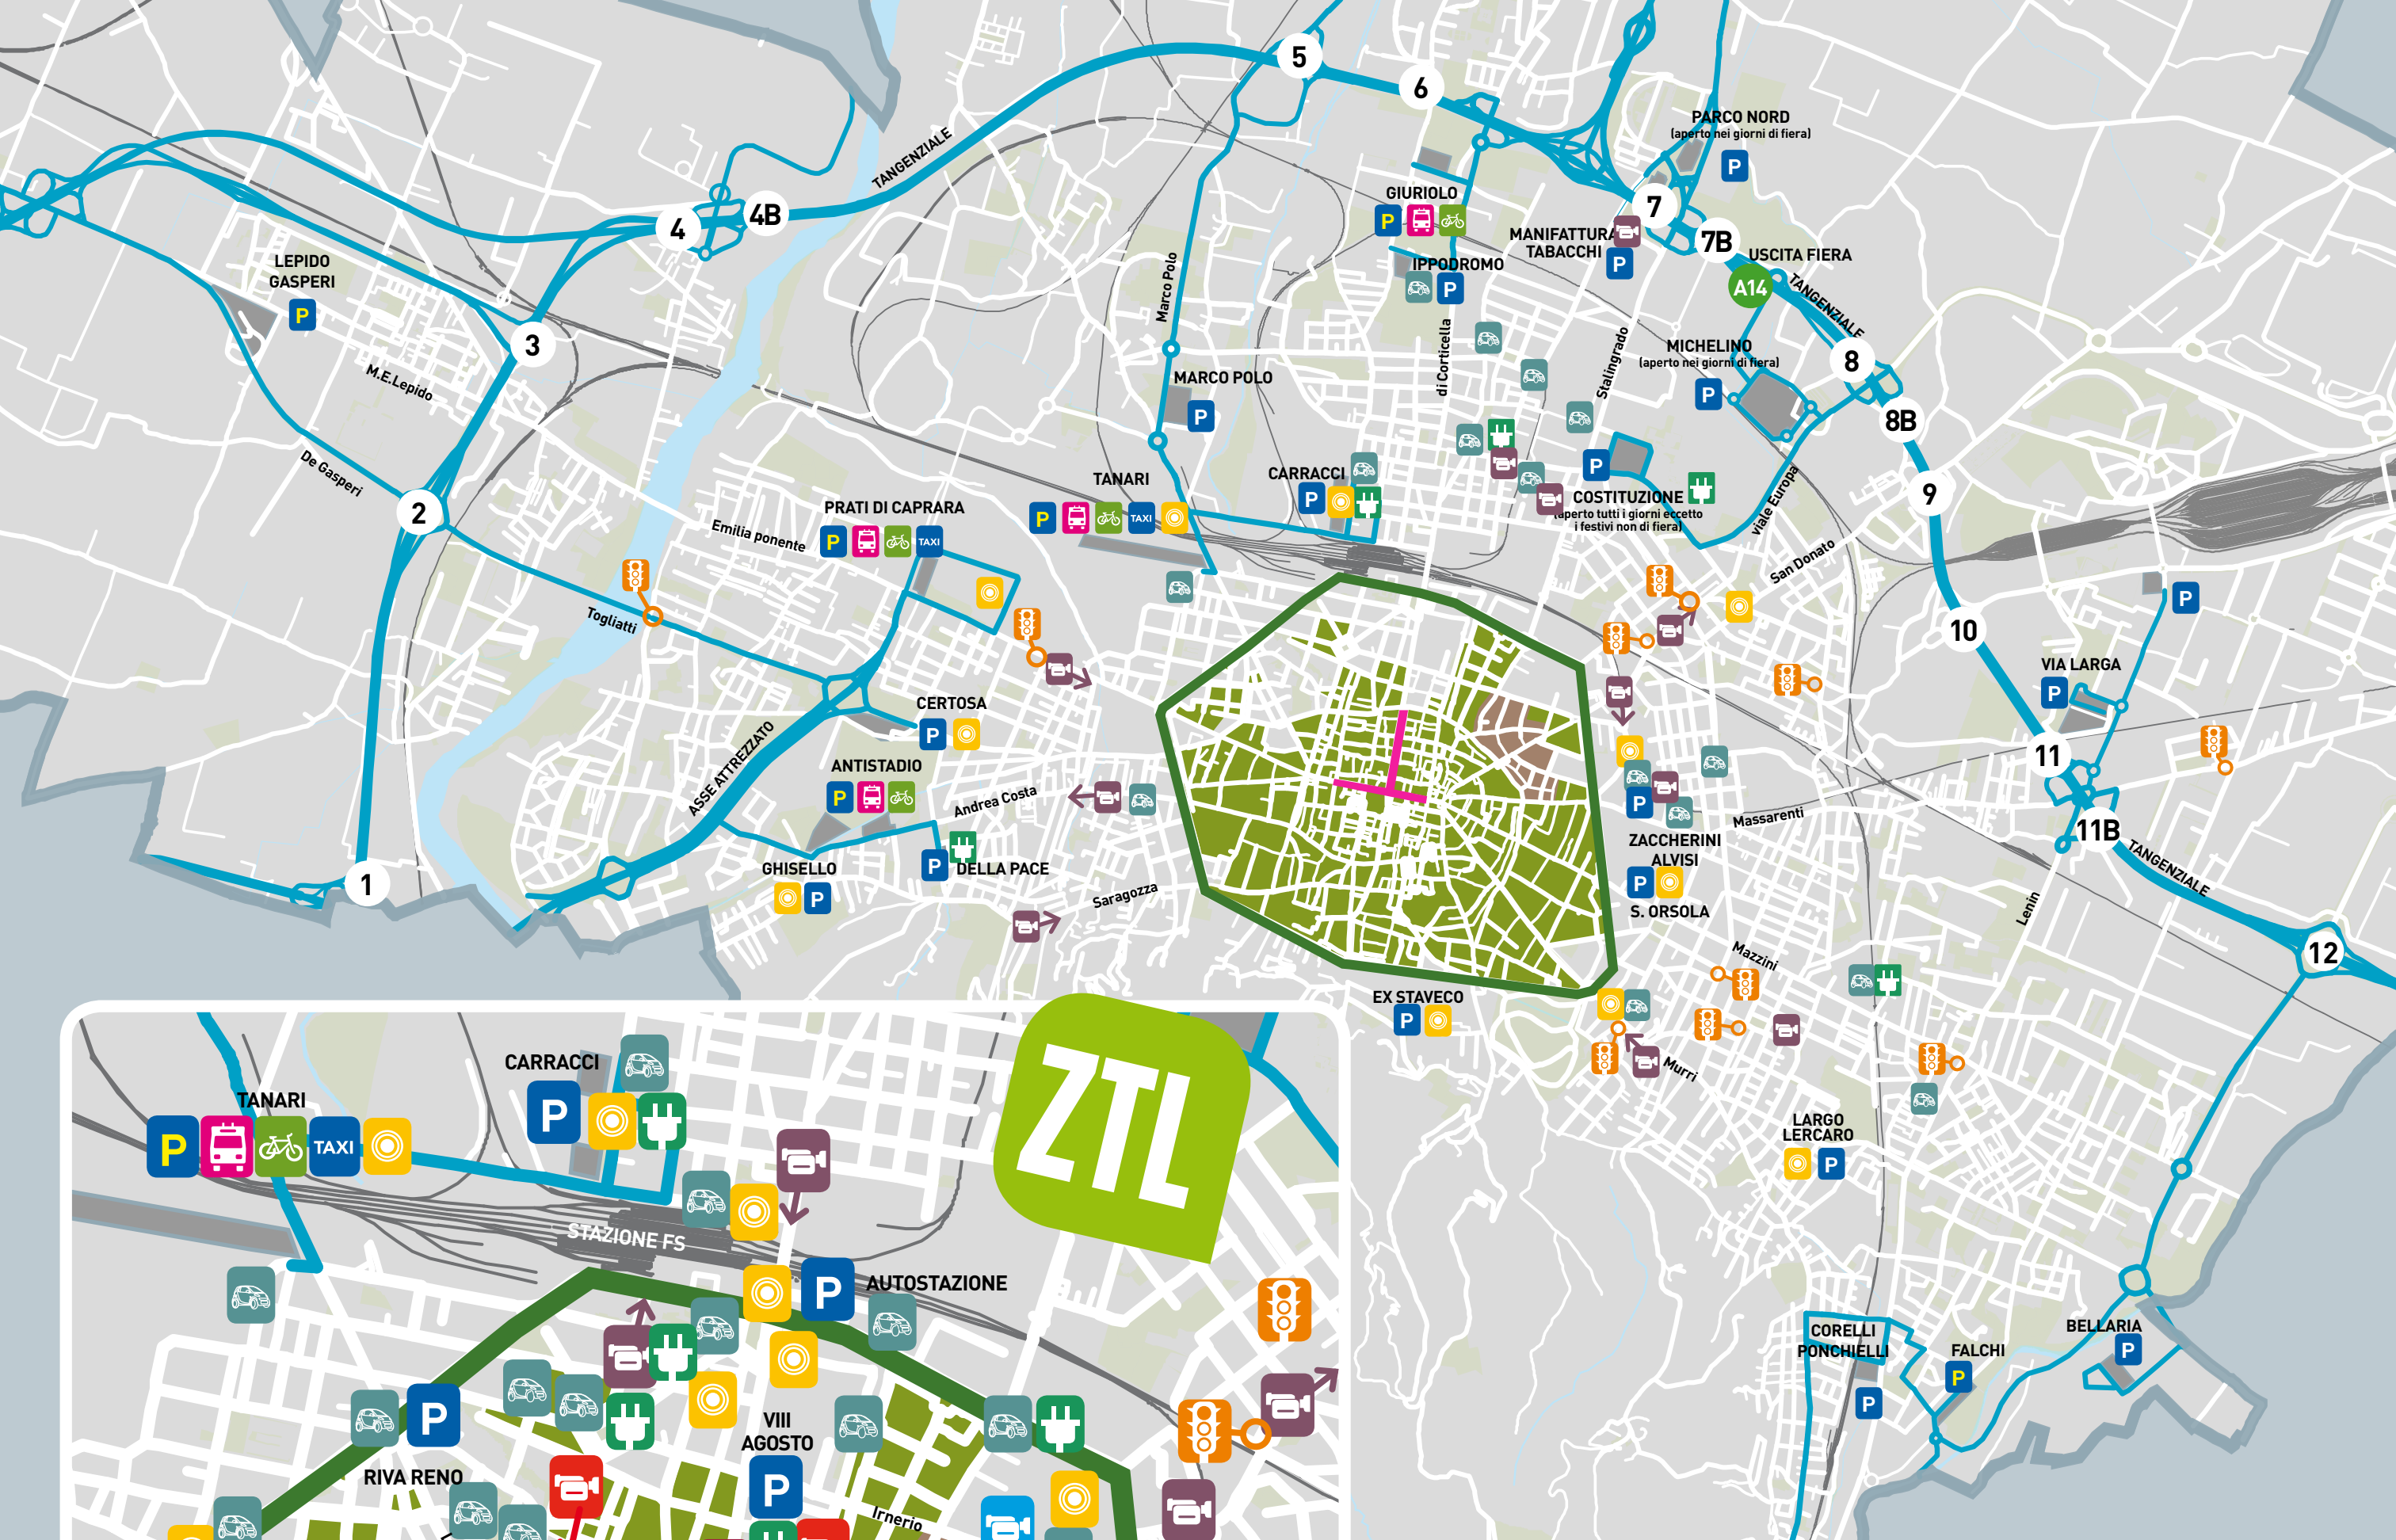 5
6
PARCO NORD
(aperto nei giorni di fiera)
P
TANGENZIALE
GIURIOLO
P
4
4B
7
MANIFATTURA
TABACCHI
P
7B
USCITA FIERA
A14
TANGENZIALE
LEPIDO
GASPERI
P
IPPODROMO
P
Marco Polo
3
M.E.Lepido
di Corticella
Stalingrado
MICHELINO
(aperto nei giorni di fiera)
P
8
8B
MARCO POLO
P
De Gasperi
2
TANARI
P
TAXI
CARRACCI
P
P
COSTITUZIONE
(aperto tutti i giorni eccetto
i festivi non di fiera)
viale Europa
9
PRATI DI CAPRARA
P
TAXI
Emilia ponente
San Donato
P
Togliatti
10
VIA LARGA
P
CERTOSA
P
ASSE ATTREZZATO
ANTISTADIO
P
Andrea Costa
11
P
ZACCHERINI
ALVISI
Massarenti
11B
TANGENZIALE
1
GHISELLO
P
P
DELLA PACE
Saragozza
P
S. ORSOLA
Lenin
12
Mazzini
EX STAVECO
P
Murri
LARGO
LERCARO
P
CORELLI
PONCHIELLI
P
FALCHI
P
BELLARIA
P
ZTL
CARRACCI
P
TANARI
P
TAXI
STAZIONE FS
P
AUTOSTAZIONE
P
RIVA RENO
VIII
AGOSTO
P
Irnerio